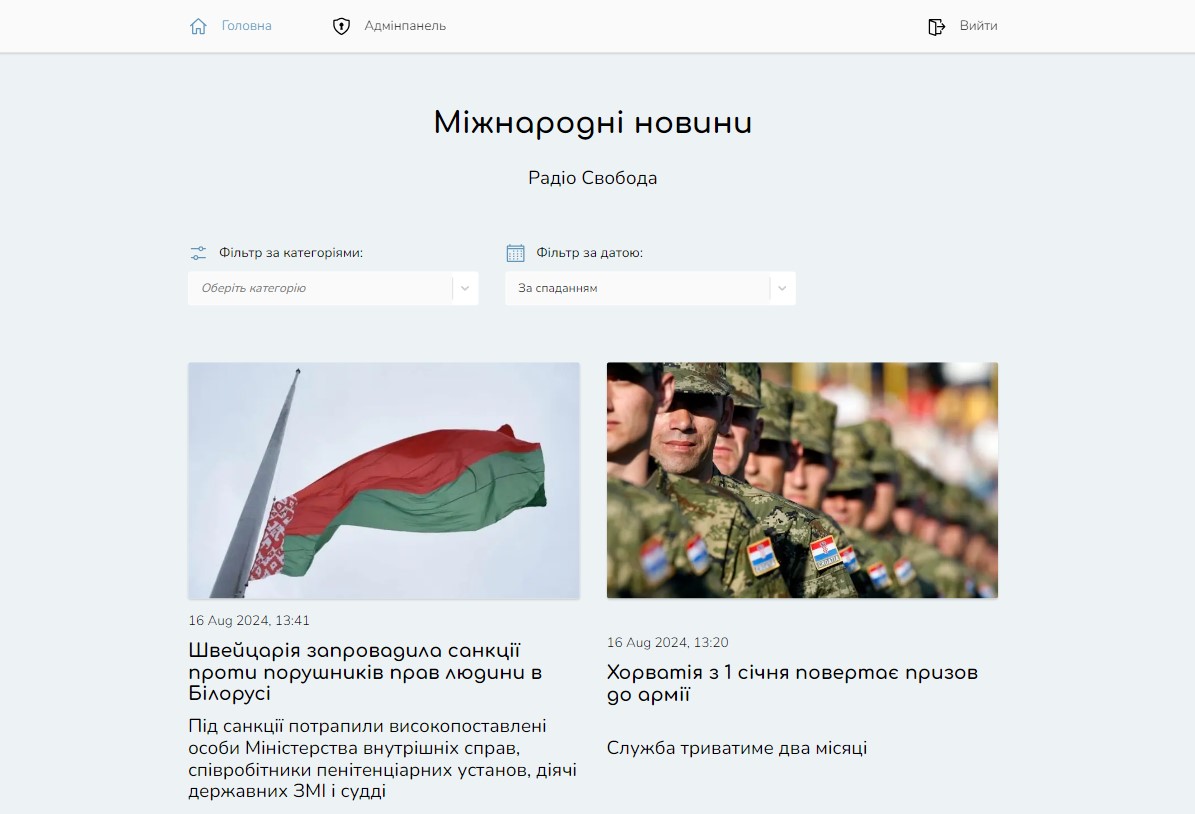 Головна
Адмінпанель
Вийти
Міжнародні новини
Радіо Свобода
Фільтр за категоріями:
Фільтр за датою:
Оберіть категорію
За спаданням
16 Aug 2024, 13:41
Швейцарія запровадила санкції
проти порушників прав людини в
Білорусі
Під санкції потрапили високопоставлені
особи Міністерства внутрішніх справ,
співробітники пенітенціарних установ, діячі
державних ЗМІ і судді
16 Aug 2024, 13:20
Хорватія з 1 січня повертає призов
до армії
Служба триватиме два місяці